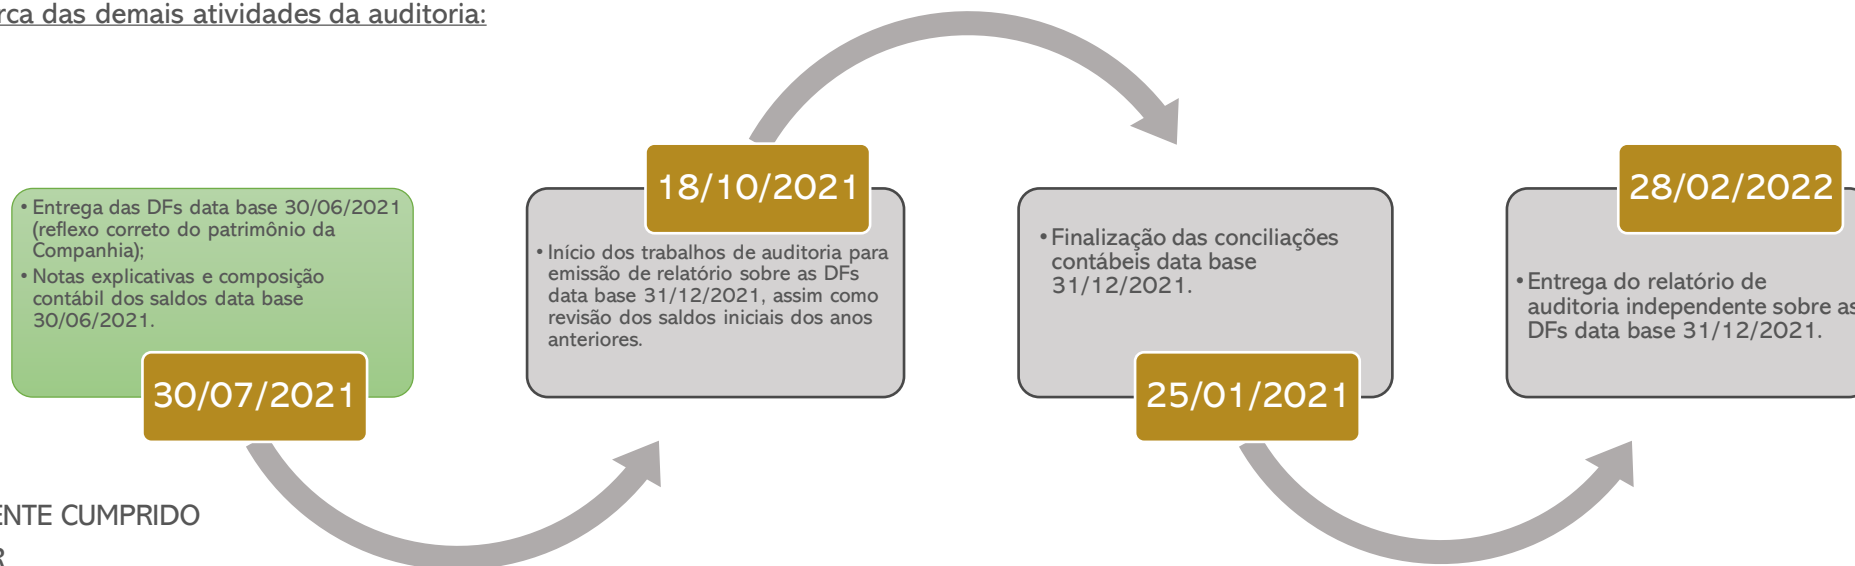 das demais atividades da auditoria:
• Entrega das DFs data base 30/06/2021
(reflexo correto do patrimônio da
Companhia);
• Notas explicativas e composição
contábil dos saldos data base
30/06/2021.
30/07/2021
18/10/2021
• Início dos trabalhos de auditoria para
emissão de relatório sobre as DFs
data base 31/12/2021, assim como
revisão dos saldos iniciais dos anos
anteriores.
• Finalização das conciliações
contábeis data base
31/12/2021.
25/01/2021
28/02/2022
• Entrega do relatório de
auditoria independente sobre as
DFs data base 31/12/2021.
CUMPRIDO